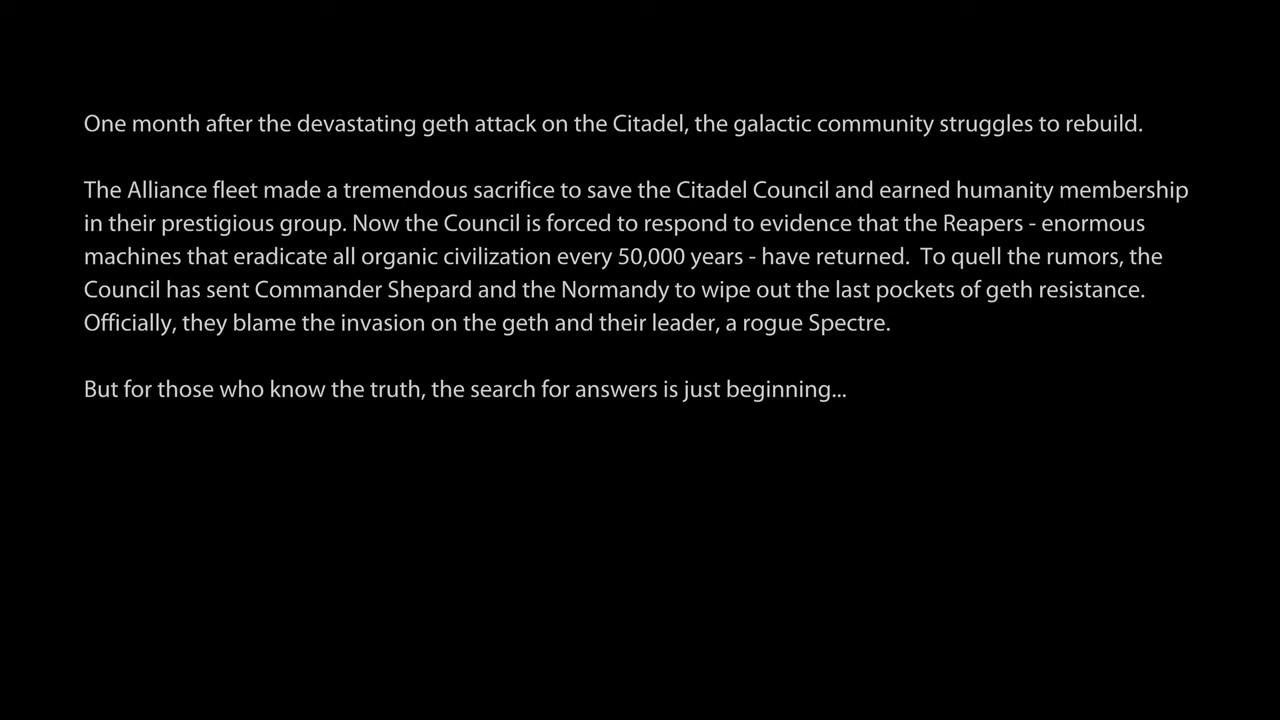 One month after the devastating geth attack on the Citadel, the galactic community struggles to rebuild.
The Alliance fleet made a tremendous sacrifice to save the Citadel Council and earned humanity membership
in their prestigious group. Now the Council is forced to respond to evidence that the Reapers - enormous
machines that eradicate all organic civilization every 50,000 years - have returned.  To quell the rumors, the
Council has sent Commander Shepard and the Normandy to wipe out the last pockets of geth resistance.
Officially, they blame the invasion on the geth and their leader, a rogue Spectre.
But for those who know the truth, the search for answers is just beginning...